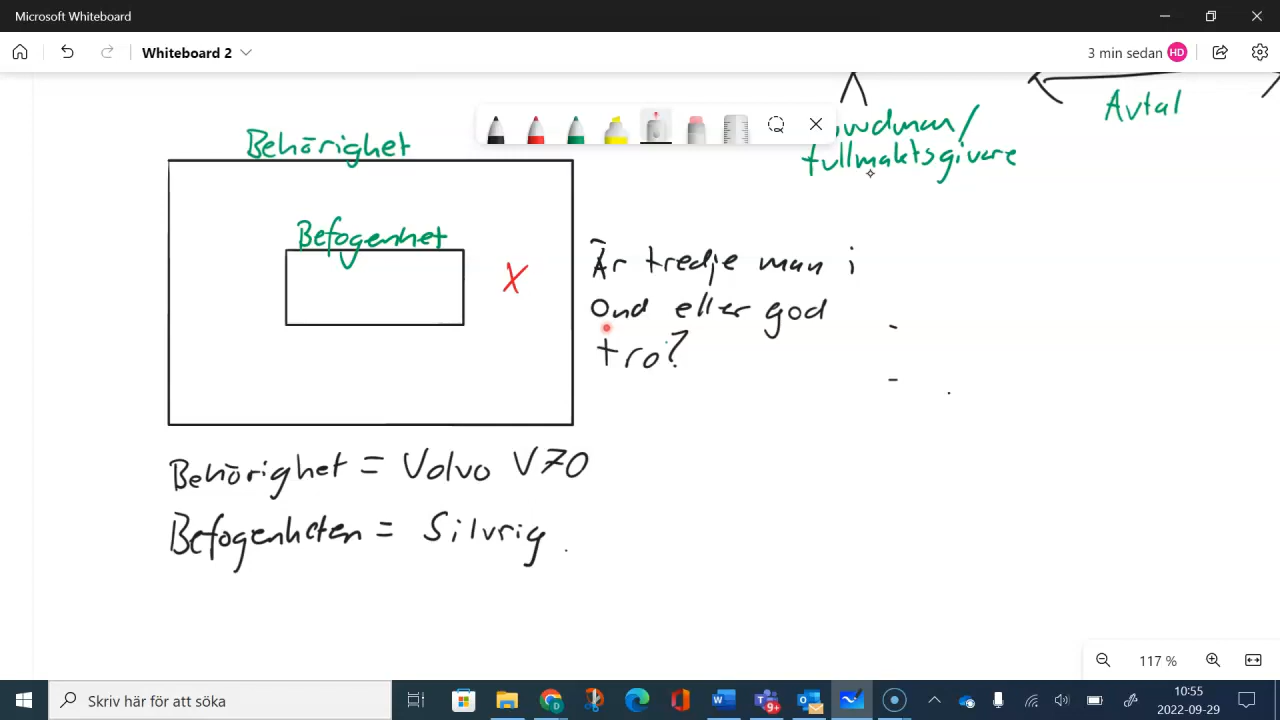 Microsoft Whiteboard
Whiteboard 2
3 min sedan HD
Avtal
fullmaktsgivare
Behörighet
Befogenhet
X
Är tredje man i
Ond eller god
tro?
Behörighet = Volvo V70
Befogenheten = Silvrig
117 %
Skriv här för att söka
9+
10:55
2022-09-29